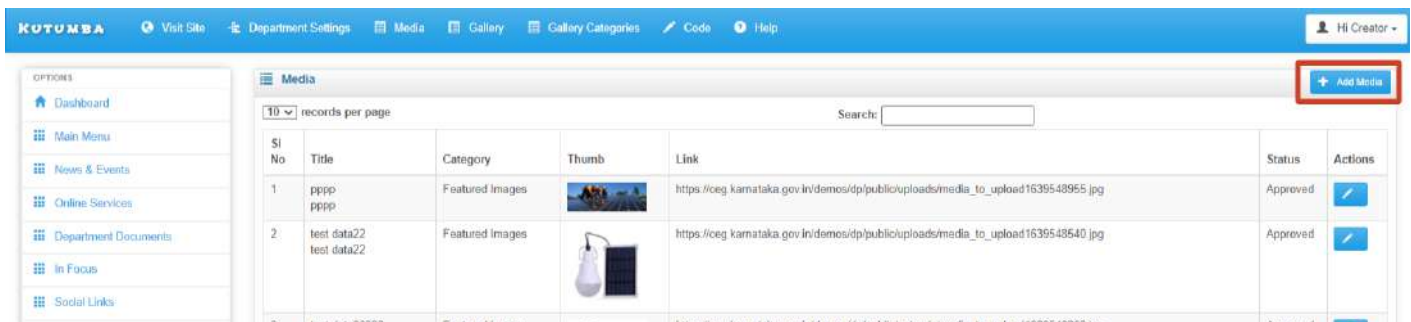 KUTUMBA Visit Site Department Settings Media Gallery Gallery Categories Code Help Hi Creator
OPTIONS
Dashboard
Main Menu
News & Events
Online Services
Department Documents
In Focus
Social Links
Media
+ Add Media
10 records per page
Search:
Sl No Title Category Thumb Link Status Actions
1 pppp Featured Images https://ceg.karnataka.gov.in/demos/dp/public/uploads/media_to_upload1639548955.jpg Approved
pppp
2 test data22 Featured Images https://ceg.karnataka.gov.in/demos/dp/public/uploads/media_to_upload1639548540.jpg Approved
test data22